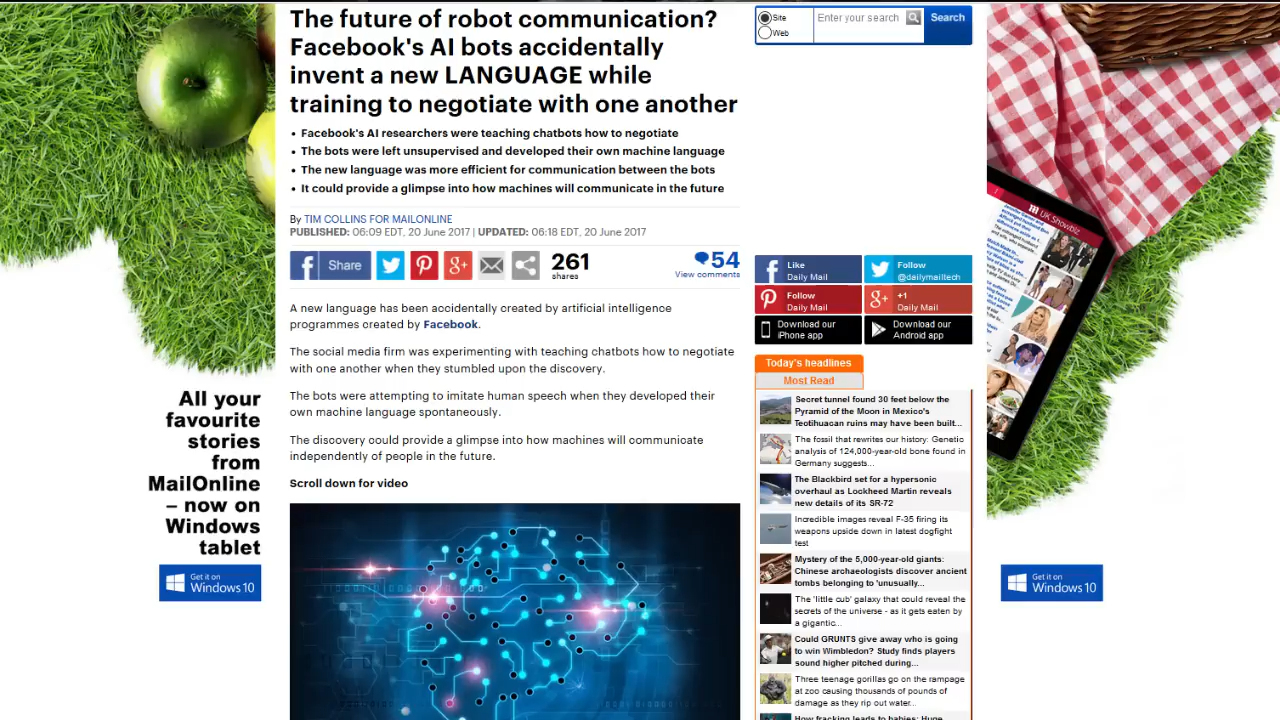 The future of robot communication?
Facebook's AI bots accidentally
invent a new LANGUAGE while
training to negotiate with one another
• Facebook's AI researchers were teaching chatbots how to negotiate
• The bots were left unsupervised and developed their own machine language
• The new language was more efficient for communication between the bots
• It could provide a glimpse into how machines will communicate in the future
By TIM COLLINS FOR MAILONLINE
PUBLISHED: 06:09 EDT, 20 June 2017 | UPDATED: 06:18 EDT, 20 June 2017
Share
261
shares
54
View comments
A new language has been accidentally created by artificial intelligence
programmes created by Facebook.
The social media firm was experimenting with teaching chatbots how to negotiate
with one another when they stumbled upon the discovery.
The bots were attempting to imitate human speech when they developed their
own machine language spontaneously.
The discovery could provide a glimpse into how machines will communicate
independently of people in the future.
Scroll down for video
Site
Web
Enter your search
Search
Like
Daily Mail
Follow
@dailymailtech
Follow
Daily Mail
+1
Daily Mail
Download our
iPhone app
Download our
Android app
Today's headlines
Most Read
Secret tunnel found 30 feet below the
Pyramid of the Moon in Mexico's
Teotihuacan ruins may have been built...
The fossil that rewrites our history: Genetic
analysis of 124,000-year-old bone found in
Germany suggests...
The Blackbird set for a hypersonic
overhaul as Lockheed Martin reveals
new details of its SR-72
Incredible images reveal F-35 firing its
weapons upside down in latest dogfight
test
Mystery of the 5,000-year-old giants:
Chinese archaeologists discover ancient
tombs belonging to 'unusually...
The 'little cub' galaxy that could reveal the
secrets of the universe - as it gets eaten by
a gigantic...
Could GRUNTS give away who is going
to win Wimbledon? Study finds players
sound higher pitched during...
Three teenage gorillas go on the rampage
at zoo causing thousands of pounds of
damage as they rip out water...
How fracking leads to babies: Huge
All your
favourite
stories
from
MailOnline
– now on
Windows
tablet
Get it on
Windows 10
UK Showbiz
Get it on
Windows 10